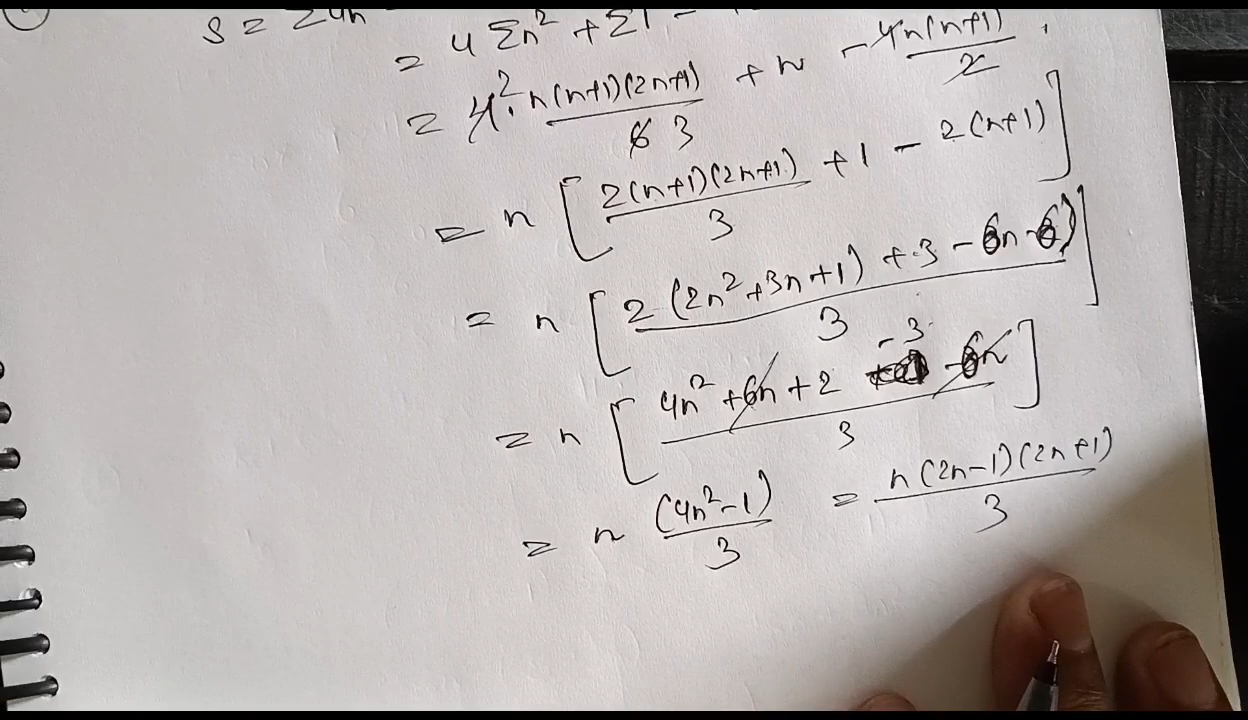 S = Σ4n
= 4 Σn² + Σ1 -
= 4² · n(n+1)(2n+1)/6 3 + n - 4n(n+1)/2
= n [ 2(n+1)(2n+1)/3 + 1 - 2(n+1) ]
= n [ 2(2n²+3n+1) + 3 - 6n - 6)/3 ]
= n [ 4n² + 6n + 2 - 3 - 6n/3 ]
= n (4n²-1)/3 = n(2n-1)(2n+1)/3